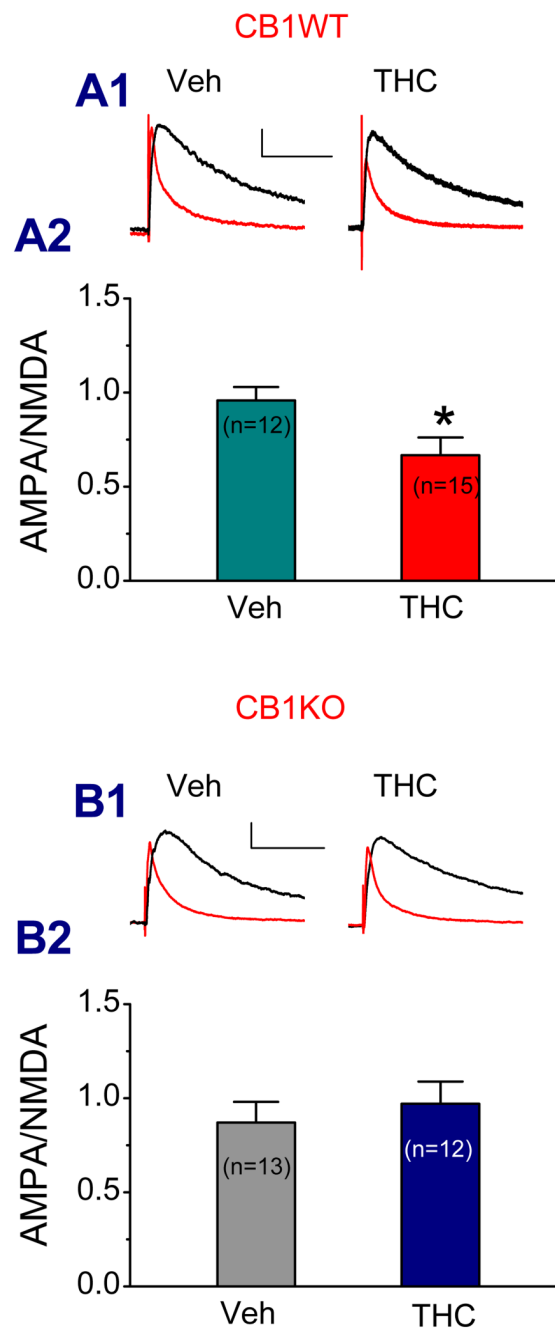 CB1WT
A1
Veh
THC
A2
AMPA/NMDA
1.5
1.0
0.5
0.0
(n=12)
*
(n=15)
Veh
THC
CB1KO
B1
Veh
THC
B2
AMPA/NMDA
1.5
1.0
0.5
0.0
(n=13)
(n=12)
Veh
THC